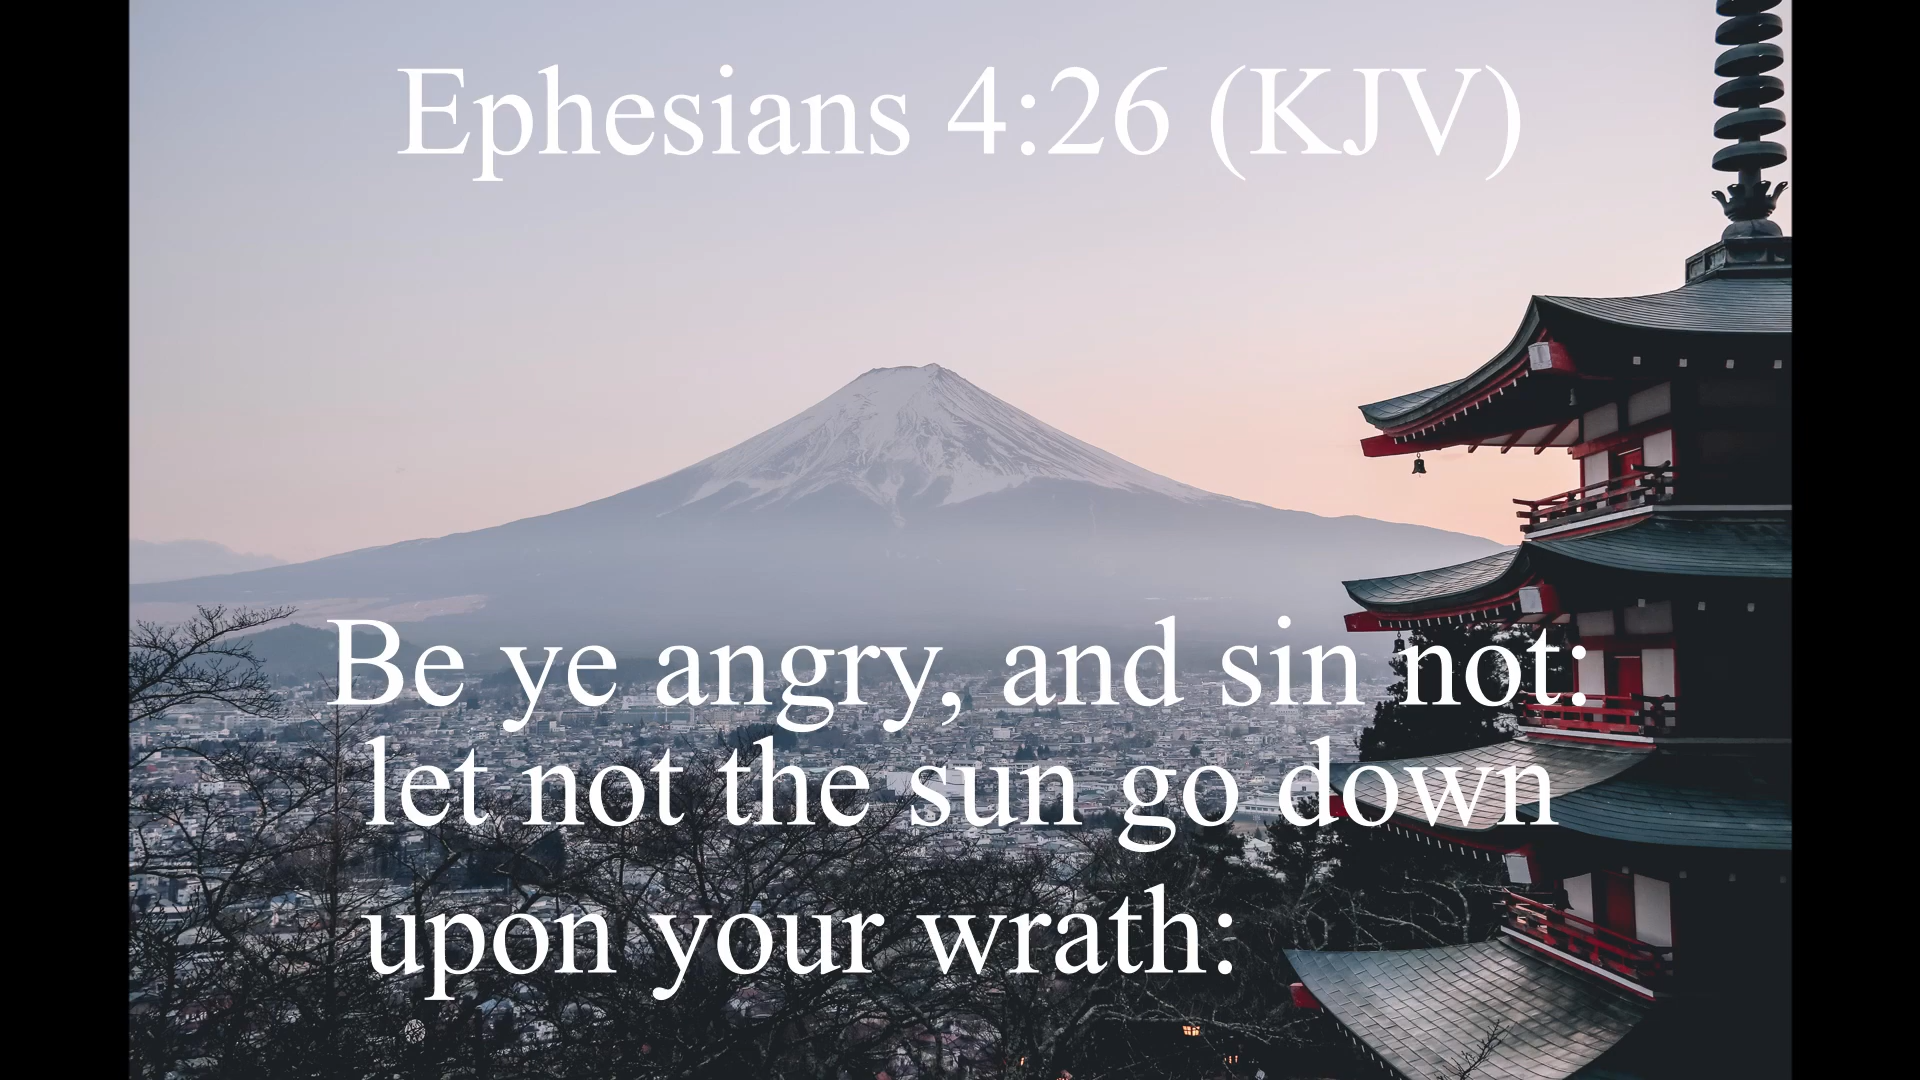 Ephesians 4:26 (KJV)
Be ye angry, and sin not:
let not the sun go down
upon your wrath: